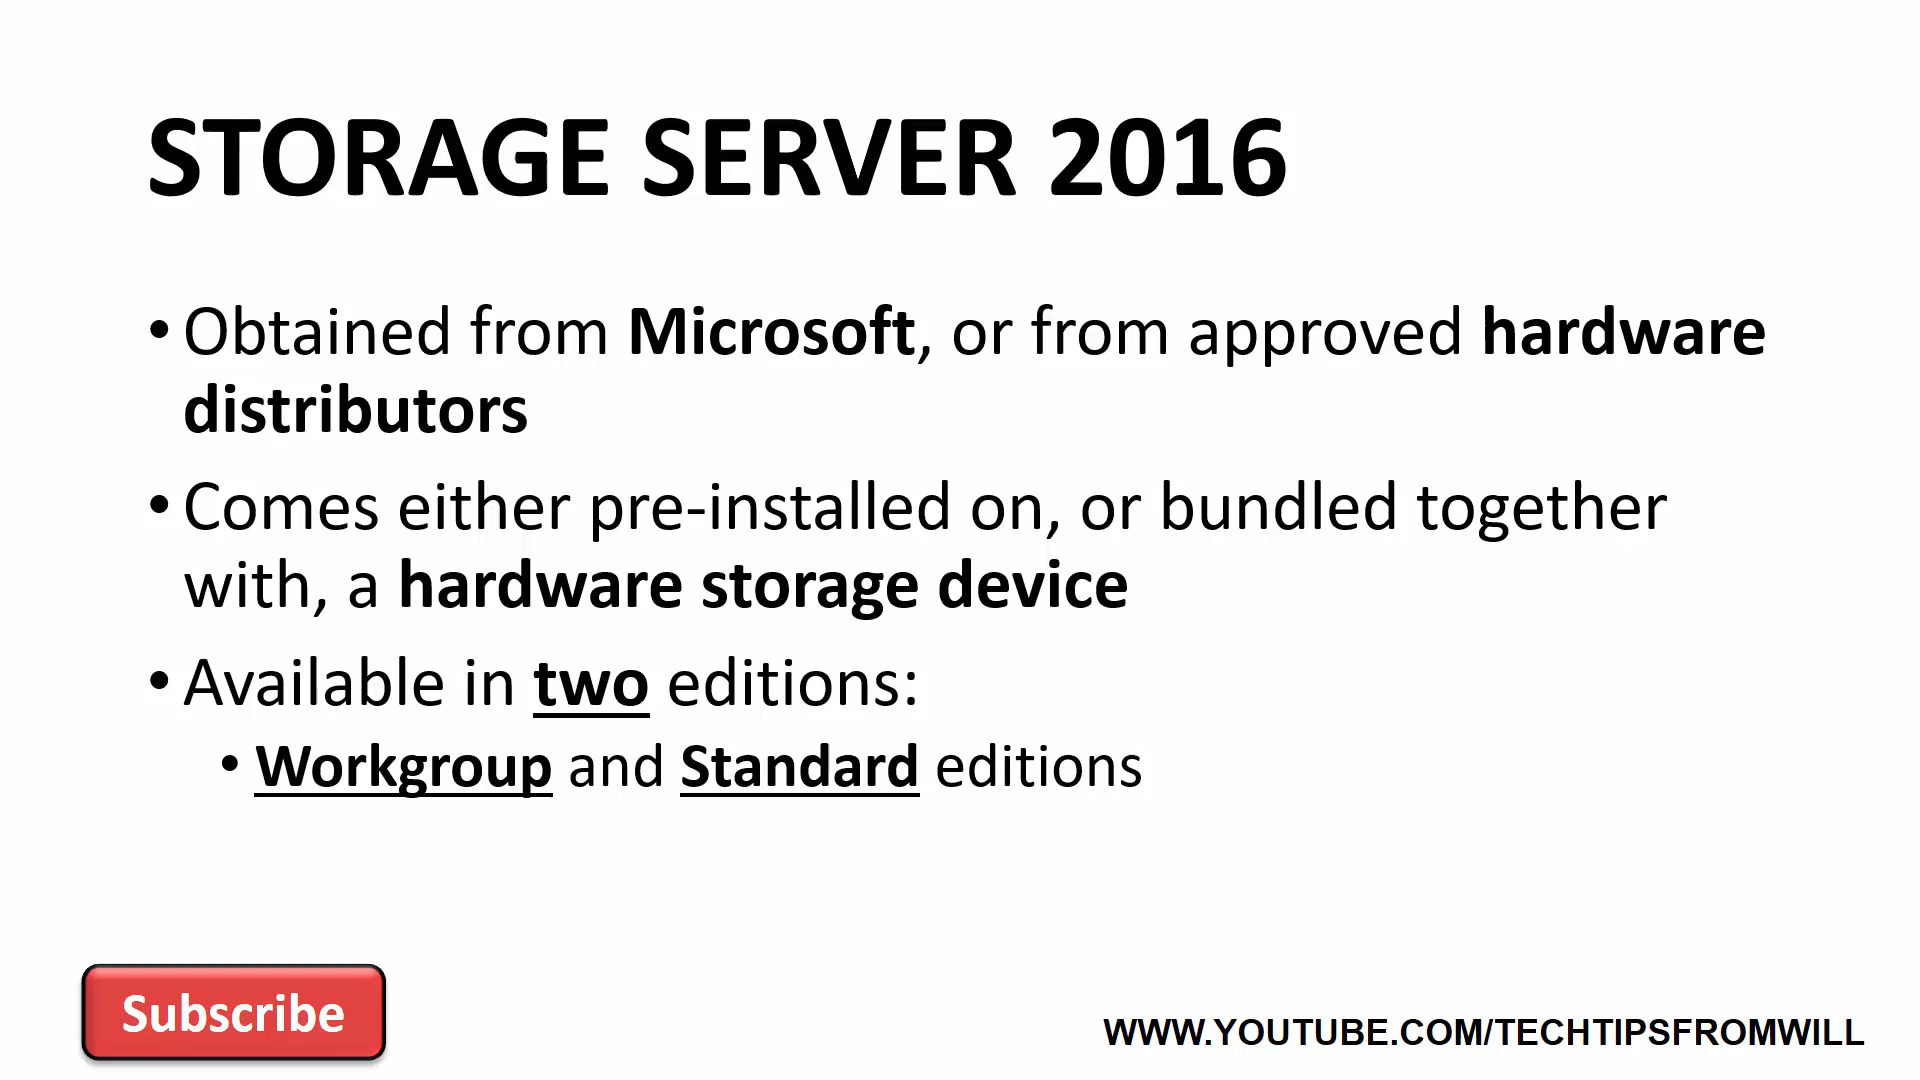 STORAGE SERVER 2016
• Obtained from Microsoft, or from approved hardware
distributors
• Comes either pre-installed on, or bundled together
with, a hardware storage device
• Available in two editions:
• Workgroup and Standard editions
Subscribe
WWW.YOUTUBE.COM/TECHTIPSFROMWILL